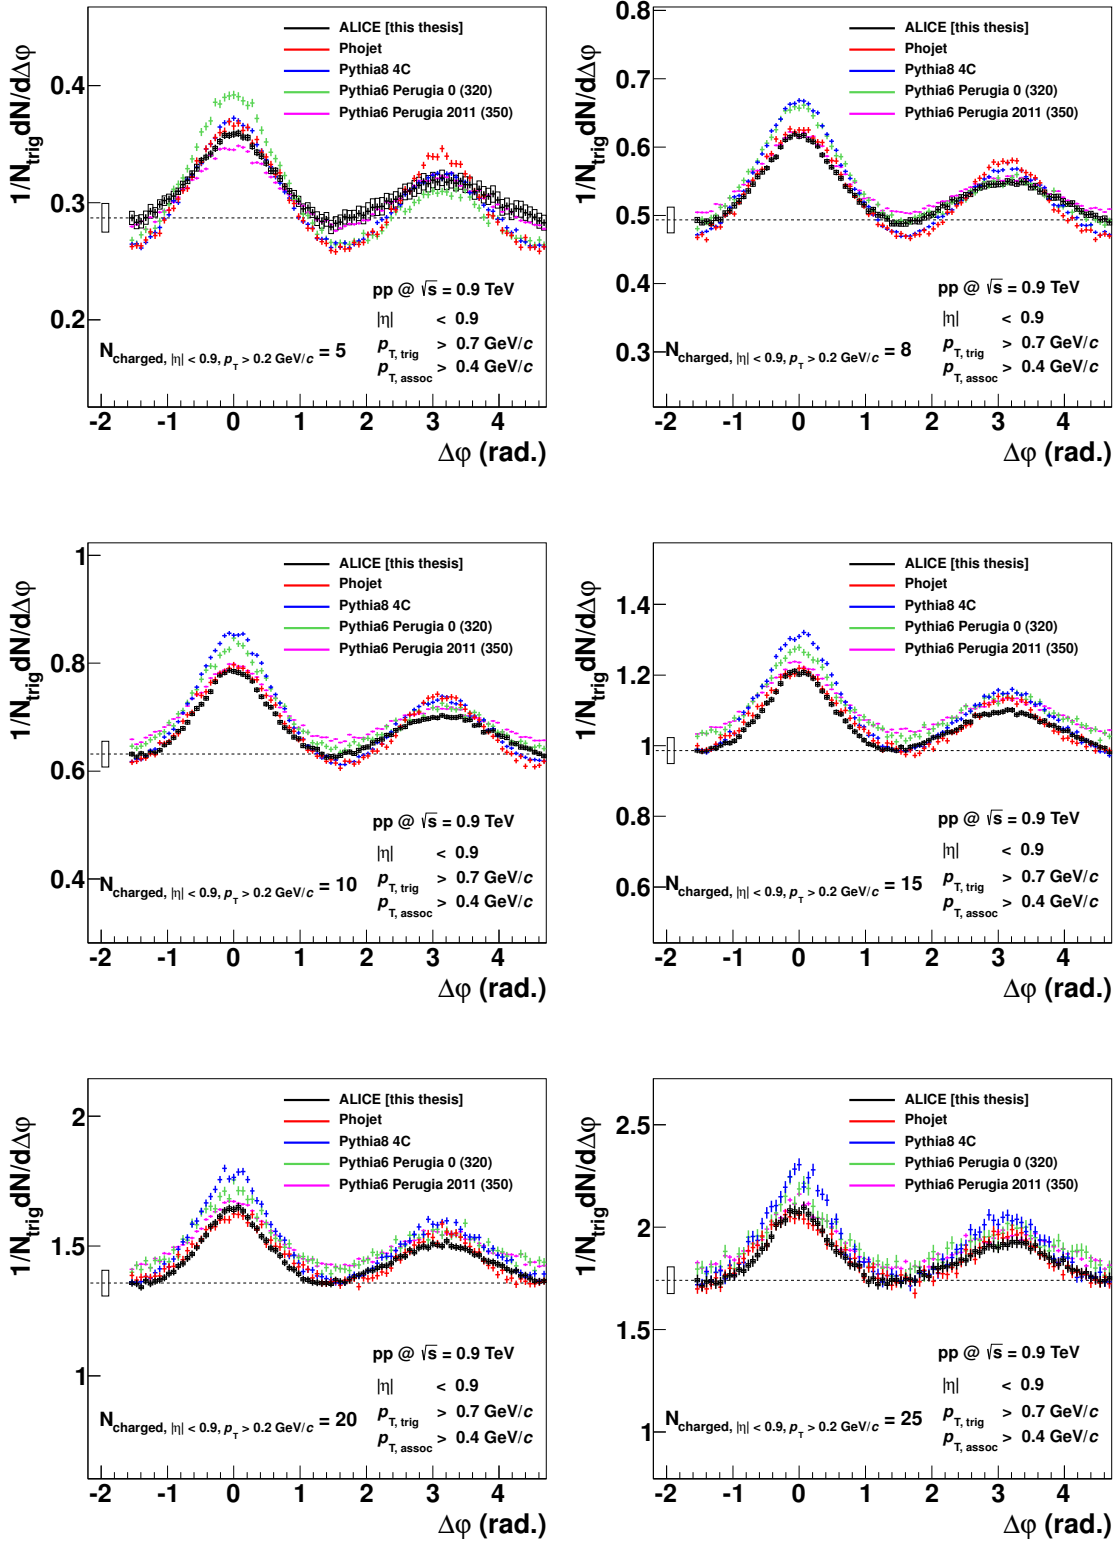 1/N_trig dN/dΔφ
0.4
0.3
0.2
ALICE [this thesis]
Phojet
Pythia8 4C
Pythia6 Perugia 0 (320)
Pythia6 Perugia 2011 (350)
pp @ √s = 0.9 TeV
|η| < 0.9
p_T, trig > 0.7 GeV/c
p_T, assoc > 0.4 GeV/c
N_charged, |η| < 0.9, p_T > 0.2 GeV/c = 5
-2 -1 0 1 2 3 4
Δφ (rad.)
1/N_trig dN/dΔφ
0.8
0.7
0.6
0.5
0.4
0.3
ALICE [this thesis]
Phojet
Pythia8 4C
Pythia6 Perugia 0 (320)
Pythia6 Perugia 2011 (350)
pp @ √s = 0.9 TeV
|η| < 0.9
p_T, trig > 0.7 GeV/c
p_T, assoc > 0.4 GeV/c
N_charged, |η| < 0.9, p_T > 0.2 GeV/c = 8
-2 -1 0 1 2 3 4
Δφ (rad.)
1/N_trig dN/dΔφ
1
0.8
0.6
0.4
ALICE [this thesis]
Phojet
Pythia8 4C
Pythia6 Perugia 0 (320)
Pythia6 Perugia 2011 (350)
pp @ √s = 0.9 TeV
|η| < 0.9
p_T, trig > 0.7 GeV/c
p_T, assoc > 0.4 GeV/c
N_charged, |η| < 0.9, p_T > 0.2 GeV/c = 10
-2 -1 0 1 2 3 4
Δφ (rad.)
1/N_trig dN/dΔφ
1.4
1.2
1
0.8
0.6
ALICE [this thesis]
Phojet
Pythia8 4C
Pythia6 Perugia 0 (320)
Pythia6 Perugia 2011 (350)
pp @ √s = 0.9 TeV
|η| < 0.9
p_T, trig > 0.7 GeV/c
p_T, assoc > 0.4 GeV/c
N_charged, |η| < 0.9, p_T > 0.2 GeV/c = 15
-2 -1 0 1 2 3 4
Δφ (rad.)
1/N_trig dN/dΔφ
2
1.5
1
ALICE [this thesis]
Phojet
Pythia8 4C
Pythia6 Perugia 0 (320)
Pythia6 Perugia 2011 (350)
pp @ √s = 0.9 TeV
|η| < 0.9
p_T, trig > 0.7 GeV/c
p_T, assoc > 0.4 GeV/c
N_charged, |η| < 0.9, p_T > 0.2 GeV/c = 20
-2 -1 0 1 2 3 4
Δφ (rad.)
1/N_trig dN/dΔφ
2.5
2
1.5
1
ALICE [this thesis]
Phojet
Pythia8 4C
Pythia6 Perugia 0 (320)
Pythia6 Perugia 2011 (350)
pp @ √s = 0.9 TeV
|η| < 0.9
p_T, trig > 0.7 GeV/c
p_T, assoc > 0.4 GeV/c
N_charged, |η| < 0.9, p_T > 0.2 GeV/c = 25
-2 -1 0 1 2 3 4
Δφ (rad.)